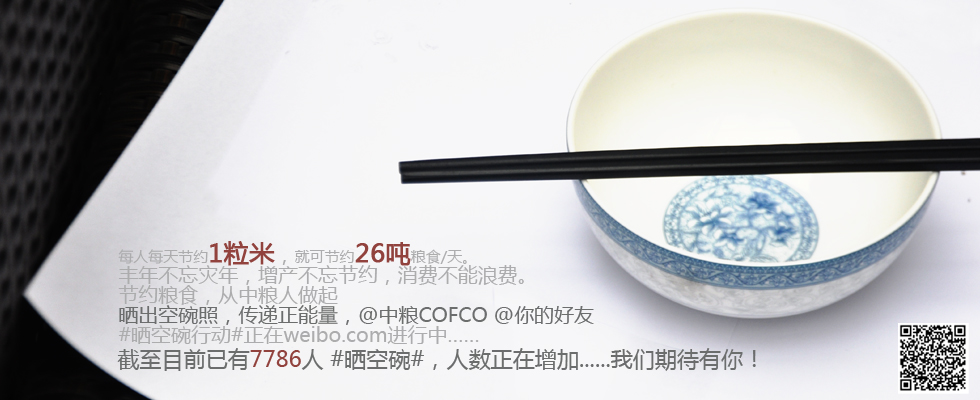 每人每天节约1粒米，就可节约26吨粮食/天。
丰年不忘灾年，增产不忘节约，消费不能浪费。
节约粮食，从中粮人做起
晒出空碗照，传递正能量，@中粮COFCO @你的好友
#晒空碗行动#正在weibo.com进行中......
截至目前已有7786人 #晒空碗#，人数正在增加......我们期待有你！